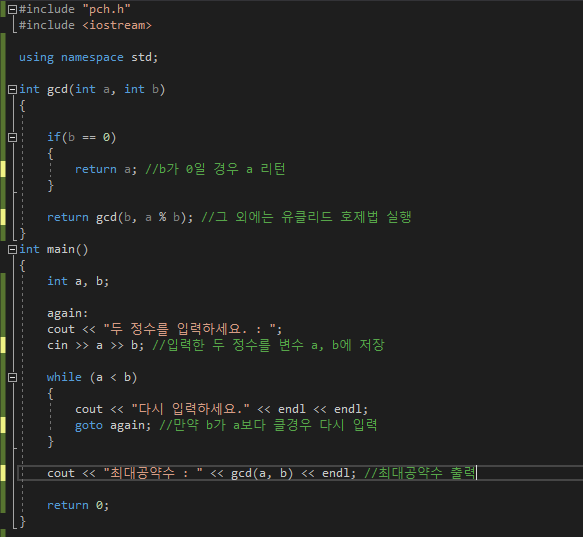 #include "pch.h"
#include <iostream>
using namespace std;
int gcd(int a, int b)
{
if(b == 0)
{
return a; //b가 0일 경우 a 리턴
}
return gcd(b, a % b); //그 외에는 유클리드 호제법 실행
}
int main()
{
int a, b;
again:
cout << "두 정수를 입력하세요. : ";
cin >> a >> b; //입력한 두 정수를 변수 a, b에 저장
while (a < b)
{
cout << "다시 입력하세요." << endl << endl;
goto again; //만약 b가 a보다 클경우 다시 입력
}
cout << "최대공약수 : " << gcd(a, b) << endl; //최대공약수 출력
return 0;
}